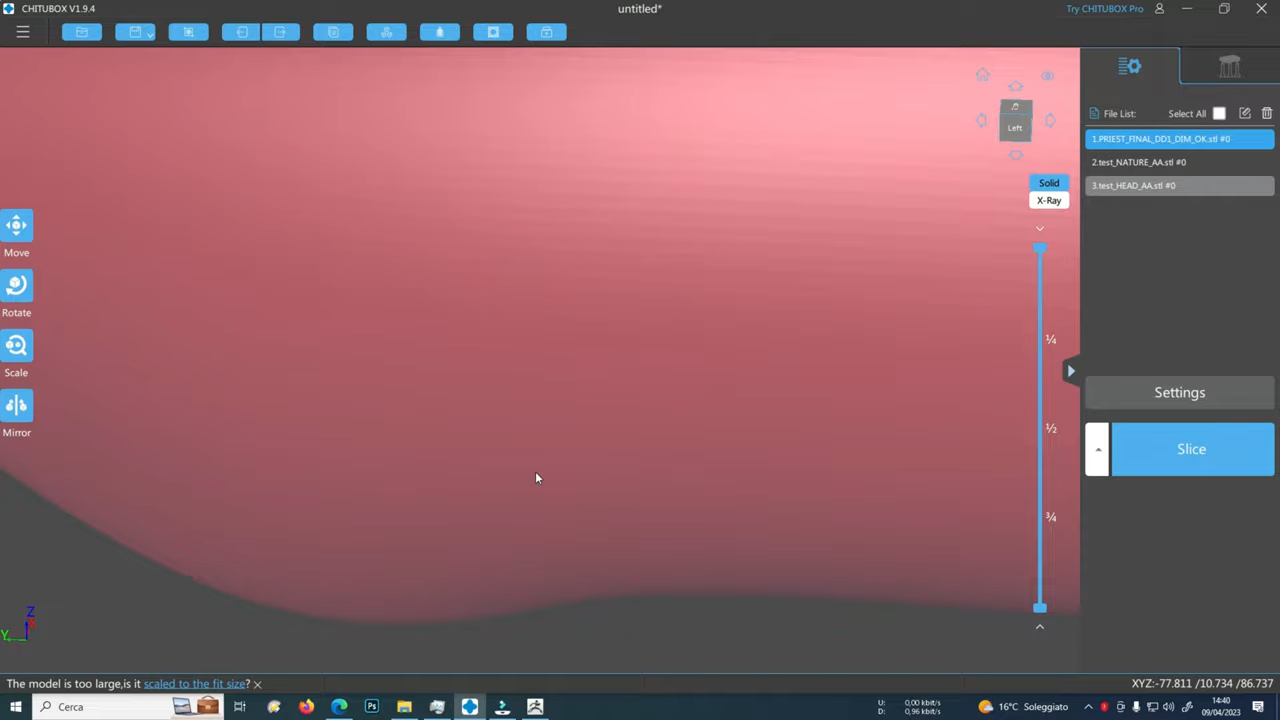 CHITUBOX V1.9.4
untitled*
Try CHITUBOX Pro
Left
Solid
X-Ray
Move
Rotate
Scale
Mirror
¼
½
¾
File List:
Select All
1.PRIEST_FINAL_DD1_DIM_OK.stl #0
2.test_NATURE_AA.stl #0
3.test_HEAD_AA.stl #0
Settings
Slice
Z
Y
The model is too large,is it scaled to the fit size?
XYZ:-77.811 /10.734 /86.737
Cerca
Ps
U: 0,00 kbit/s
D: 0,96 kbit/s
16°C Soleggiato
14:40
09/04/2023